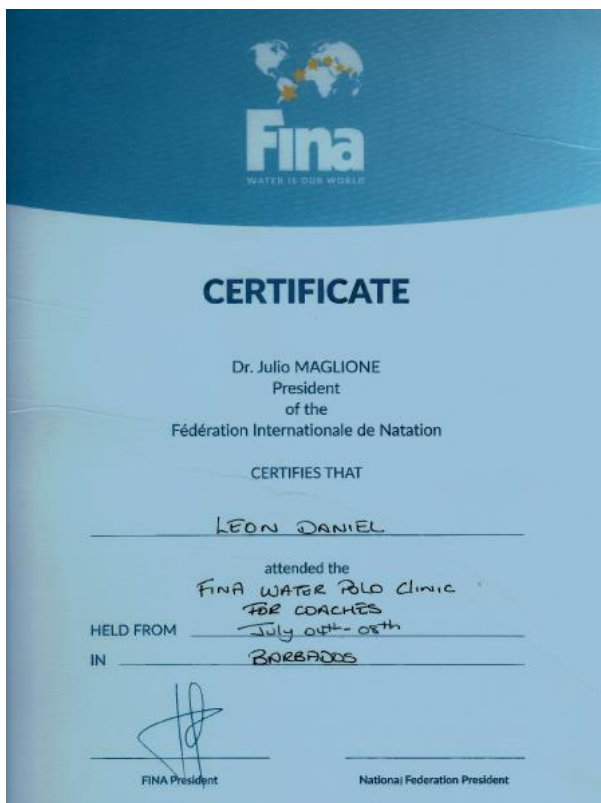 Fina
WATER IS OUR WORLD
CERTIFICATE
Dr. Julio MAGLIONE
President
of the
Fédération Internationale de Natation
CERTIFIES THAT
LEON DANIEL
attended the
FINA WATER POLO CLINIC
FOR COACHES
HELD FROM July 04th - 08th
IN BARBADOS
FINA President National Federation President